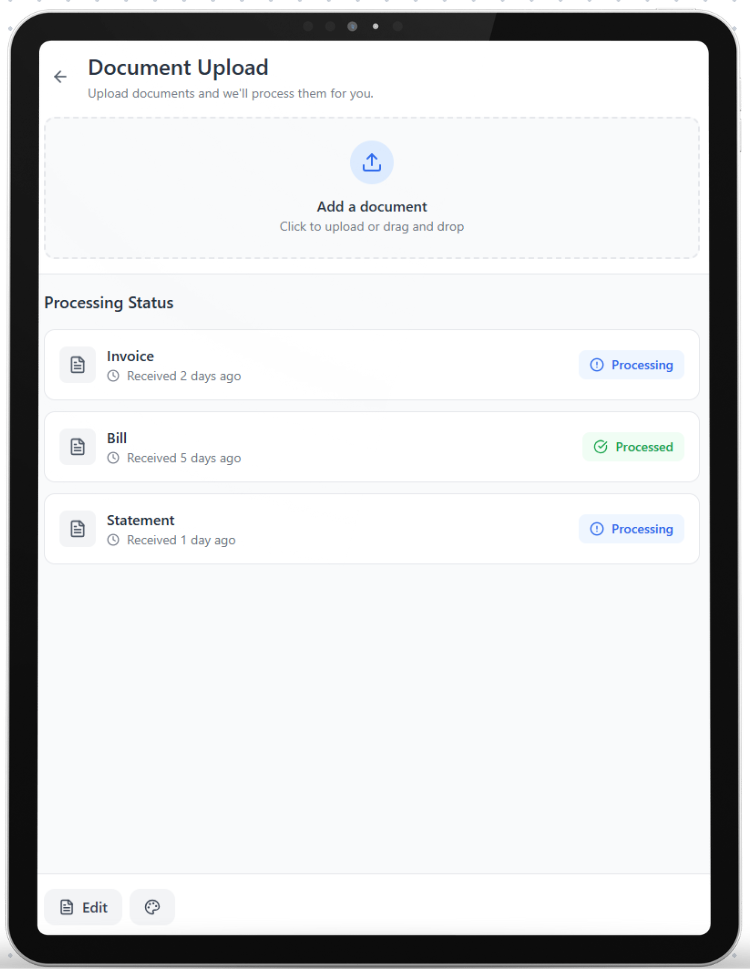 Document Upload
Upload documents and we'll process them for you.
Add a document
Click to upload or drag and drop
Processing Status
Invoice
Received 2 days ago
Processing
Bill
Received 5 days ago
Processed
Statement
Received 1 day ago
Processing
Edit